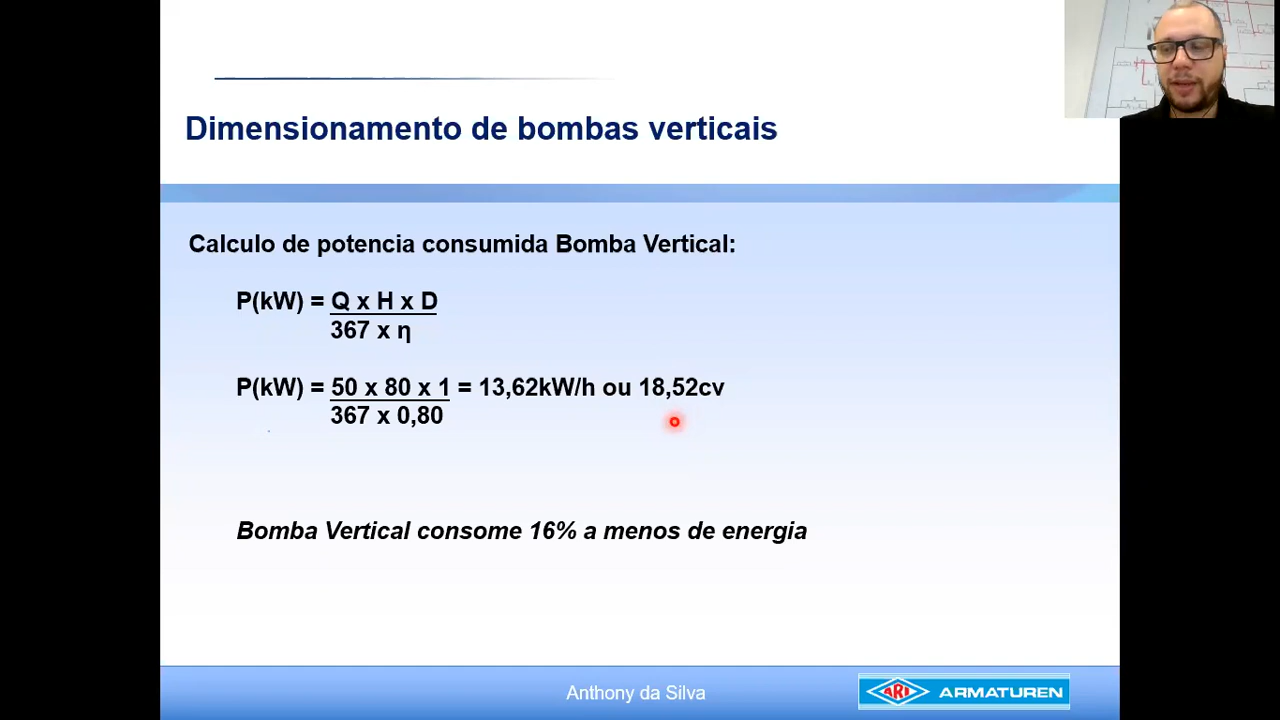 Dimensionamento de bombas verticais
Calculo de potencia consumida Bomba Vertical:
P(kW) = Q x H x D
367 x η
P(kW) = 50 x 80 x 1 = 13,62kW/h ou 18,52cv
367 x 0,80
Bomba Vertical consome 16% a menos de energia
Anthony da Silva
ARI ARMATUREN